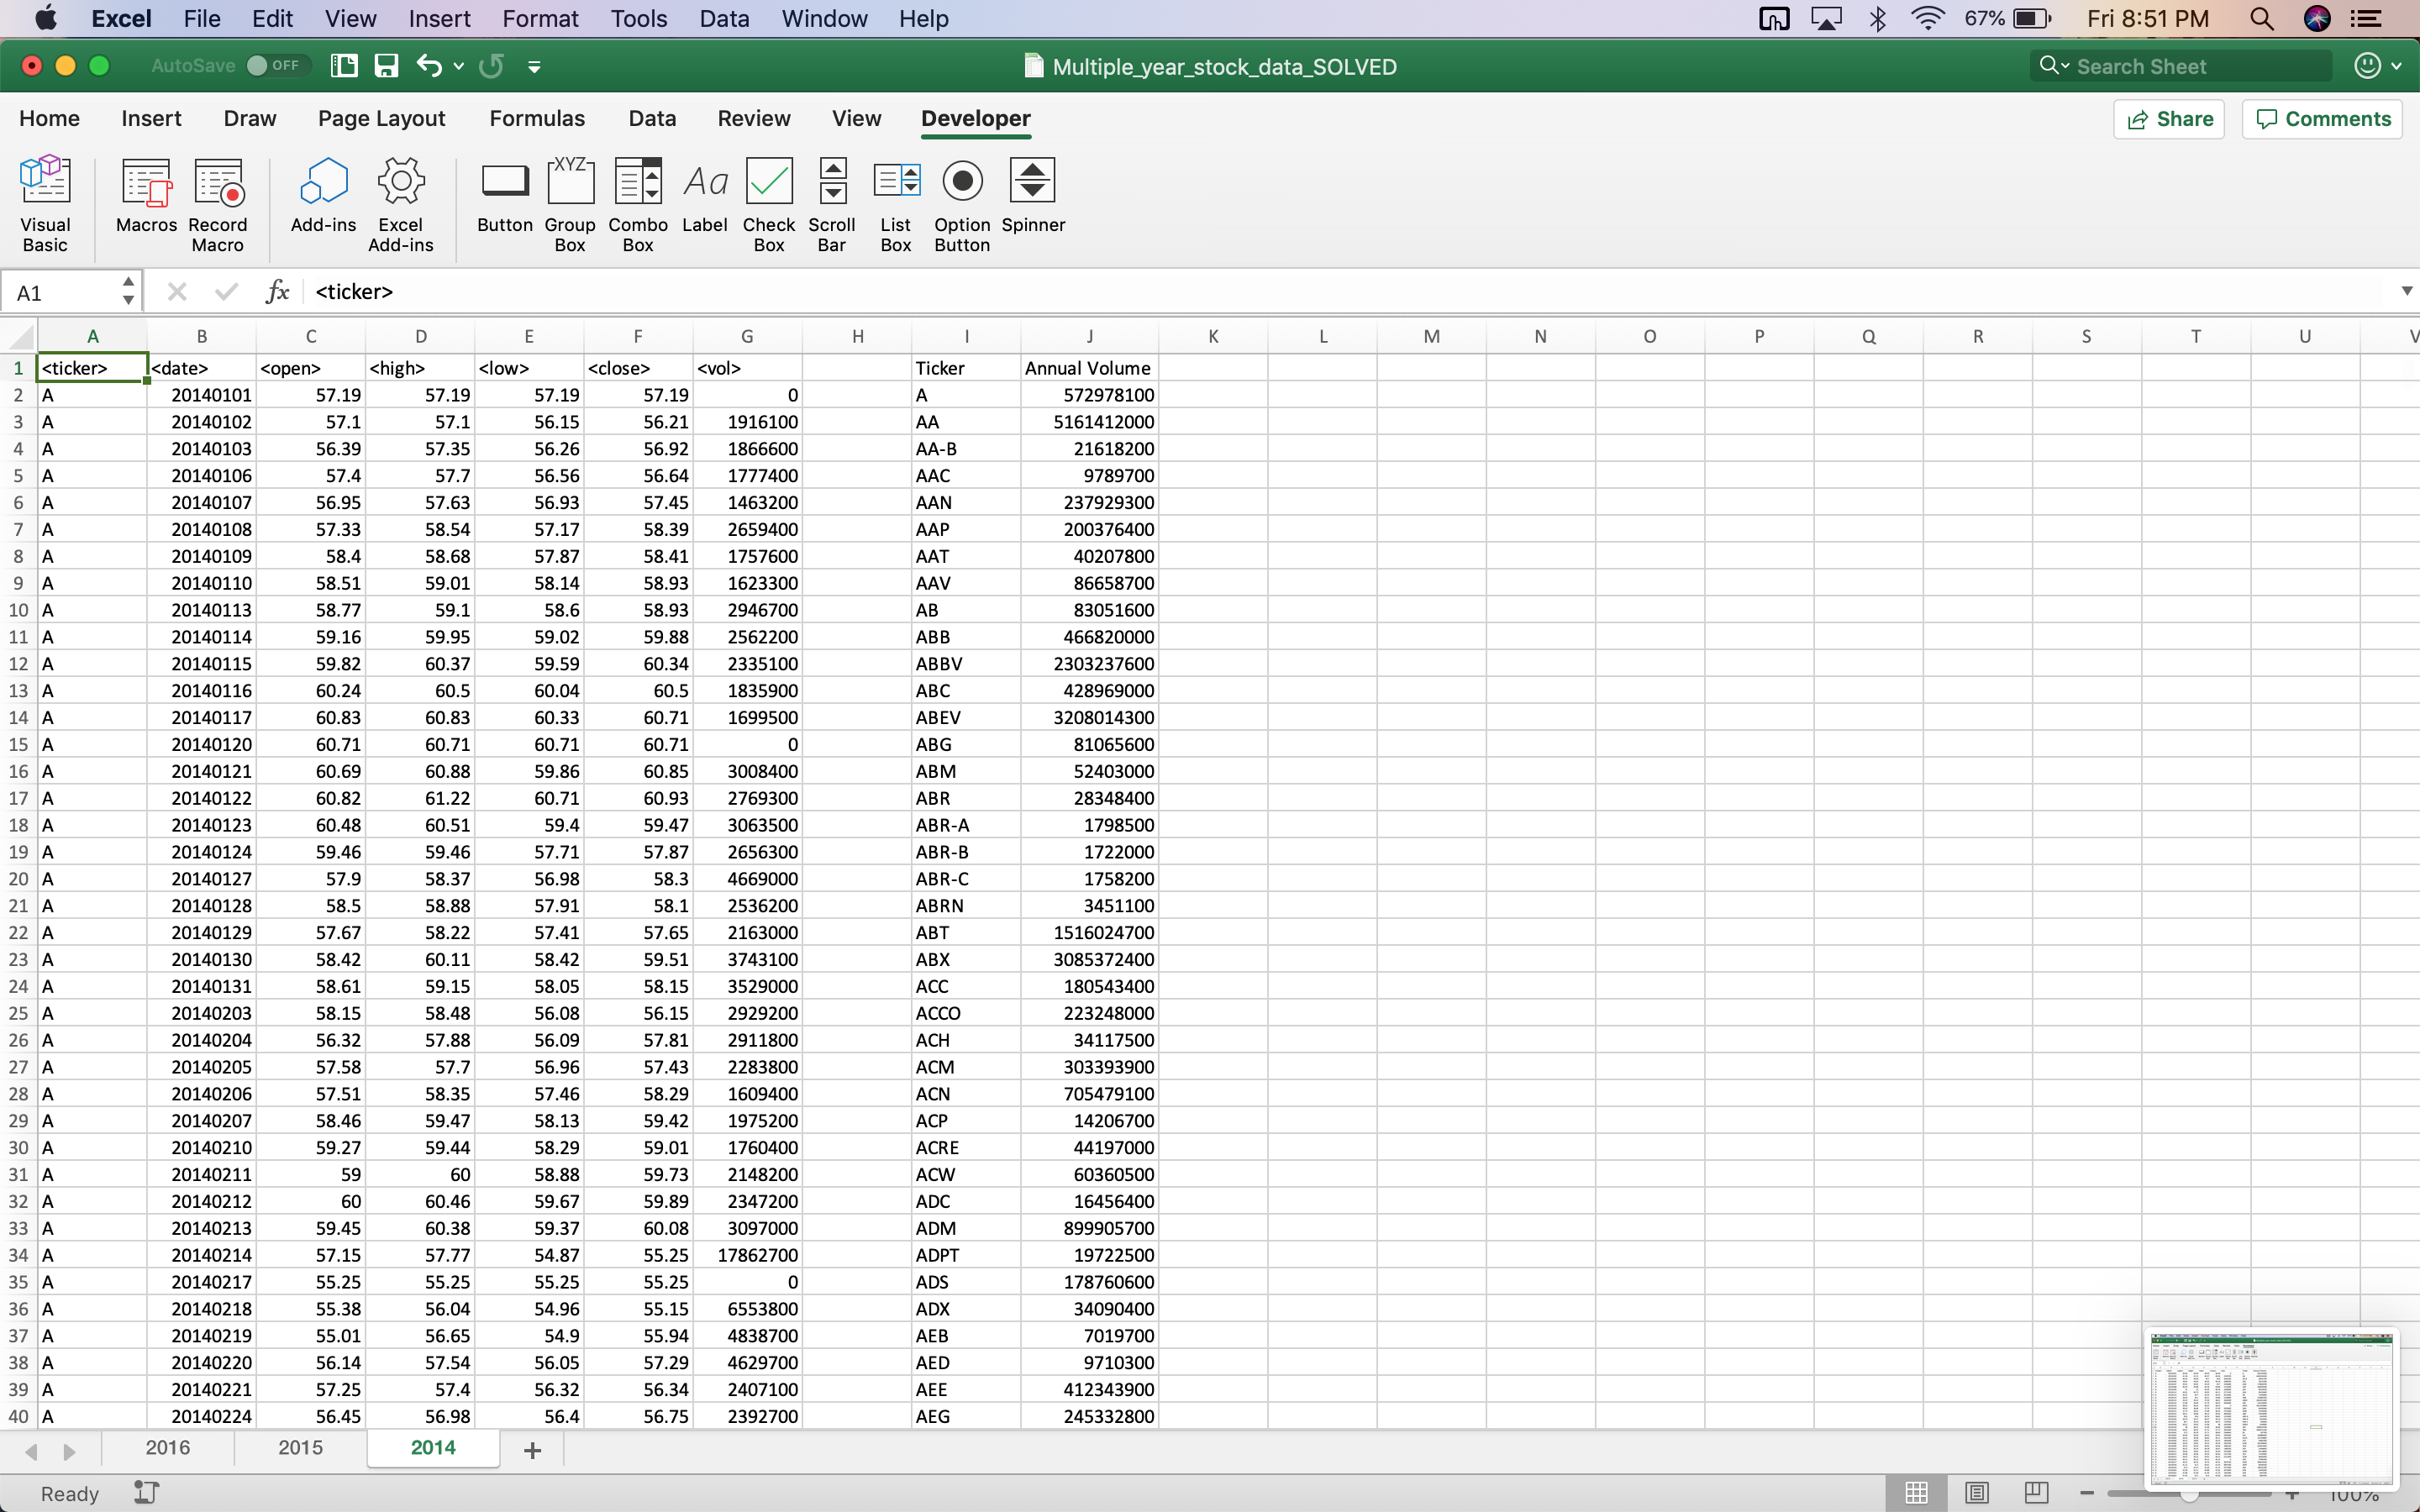 Excel File Edit View Insert Format Tools Data Window Help 67% Fri 8:51 PM
AutoSave OFF Multiple_year_stock_data_SOLVED Search Sheet
Home Insert Draw Page Layout Formulas Data Review View Developer Share Comments
XYZ Aa
Visual Basic Macros Record Macro Add-ins Excel Add-ins Button Group Box Combo Box Label Check Box Scroll Bar List Box Option Button Spinner
A1 fx <ticker>
A B C D E F G H I J K L M N O P Q R S T U V
1 <ticker> <date> <open> <high> <low> <close> <vol> Ticker Annual Volume
2 A 20140101 57.19 57.19 57.19 57.19 0 A 572978100
3 A 20140102 57.1 57.1 56.15 56.21 1916100 AA 5161412000
4 A 20140103 56.39 57.35 56.26 56.92 1866600 AA-B 21618200
5 A 20140106 57.4 57.7 56.56 56.64 1777400 AAC 9789700
6 A 20140107 56.95 57.63 56.93 57.45 1463200 AAN 237929300
7 A 20140108 57.33 58.54 57.17 58.39 2659400 AAP 200376400
8 A 20140109 58.4 58.68 57.87 58.41 1757600 AAT 40207800
9 A 20140110 58.51 59.01 58.14 58.93 1623300 AAV 86658700
10 A 20140113 58.77 59.1 58.6 58.93 2946700 AB 83051600
11 A 20140114 59.16 59.95 59.02 59.88 2562200 ABB 466820000
12 A 20140115 59.82 60.37 59.59 60.34 2335100 ABBV 2303237600
13 A 20140116 60.24 60.5 60.04 60.5 1835900 ABC 428969000
14 A 20140117 60.83 60.83 60.33 60.71 1699500 ABEV 3208014300
15 A 20140120 60.71 60.71 60.71 60.71 0 ABG 81065600
16 A 20140121 60.69 60.88 59.86 60.85 3008400 ABM 52403000
17 A 20140122 60.82 61.22 60.71 60.93 2769300 ABR 28348400
18 A 20140123 60.48 60.51 59.4 59.47 3063500 ABR-A 1798500
19 A 20140124 59.46 59.46 57.71 57.87 2656300 ABR-B 1722000
20 A 20140127 57.9 58.37 56.98 58.3 4669000 ABR-C 1758200
21 A 20140128 58.5 58.88 57.91 58.1 2536200 ABRN 3451100
22 A 20140129 57.67 58.22 57.41 57.65 2163000 ABT 1516024700
23 A 20140130 58.42 60.11 58.42 59.51 3743100 ABX 3085372400
24 A 20140131 58.61 59.15 58.05 58.15 3529000 ACC 180543400
25 A 20140203 58.15 58.48 56.08 56.15 2929200 ACCO 223248000
26 A 20140204 56.32 57.88 56.09 57.81 2911800 ACH 34117500
27 A 20140205 57.58 57.7 56.96 57.43 2283800 ACM 303393900
28 A 20140206 57.51 58.35 57.46 58.29 1609400 ACN 705479100
29 A 20140207 58.46 59.47 58.13 59.42 1975200 ACP 14206700
30 A 20140210 59.27 59.44 58.29 59.01 1760400 ACRE 44197000
31 A 20140211 59 60 58.88 59.73 2148200 ACW 60360500
32 A 20140212 60 60.46 59.67 59.89 2347200 ADC 16456400
33 A 20140213 59.45 60.38 59.37 60.08 3097000 ADM 899905700
34 A 20140214 57.15 57.77 54.87 55.25 17862700 ADPT 19722500
35 A 20140217 55.25 55.25 55.25 55.25 0 ADS 178760600
36 A 20140218 55.38 56.04 54.96 55.15 6553800 ADX 34090400
37 A 20140219 55.01 56.65 54.9 55.94 4838700 AEB 7019700
38 A 20140220 56.14 57.54 56.05 57.29 4629700 AED 9710300
39 A 20140221 57.25 57.4 56.32 56.34 2407100 AEE 412343900
40 A 20140224 56.45 56.98 56.4 56.75 2392700 AEG 245332800
2016 2015 2014 +
Ready 100%